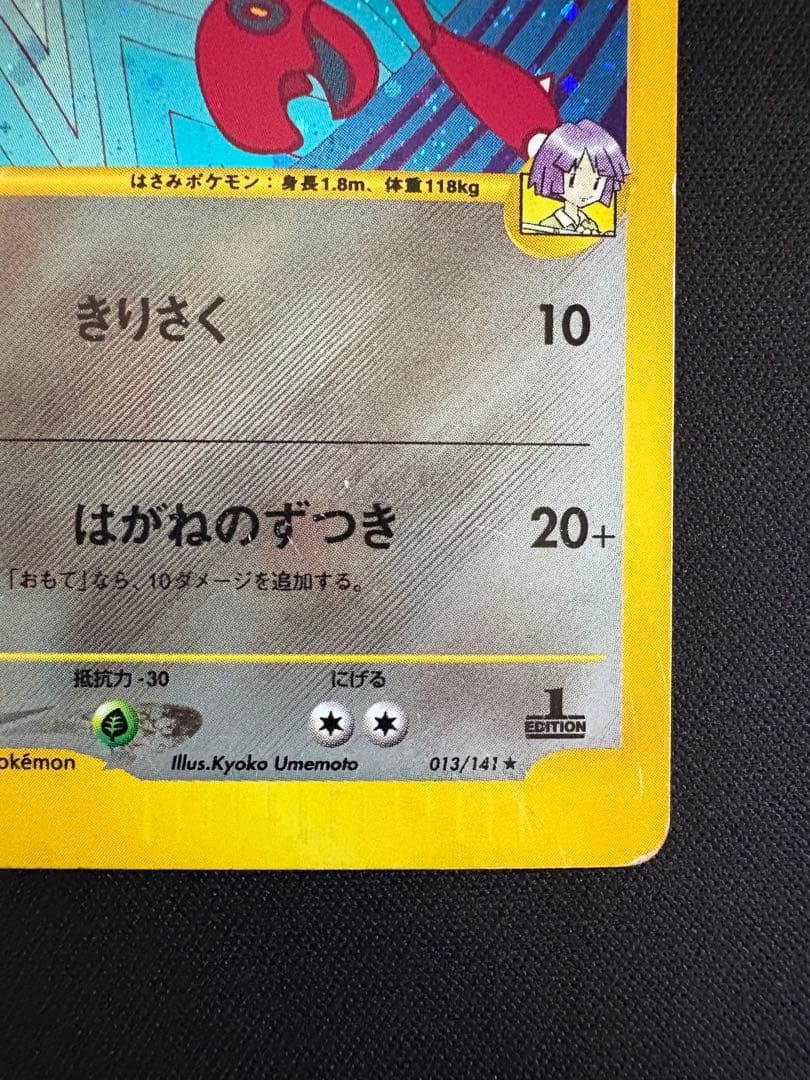 はさみポケモン：身長1.8m、体重118kg
きりさく 10
はがねのずつき 20+
「おもて」なら、10ダメージを追加する。
抵抗力 -30 にげる
1
EDITION
okémon Illus.Kyoko Umemoto 013/141★